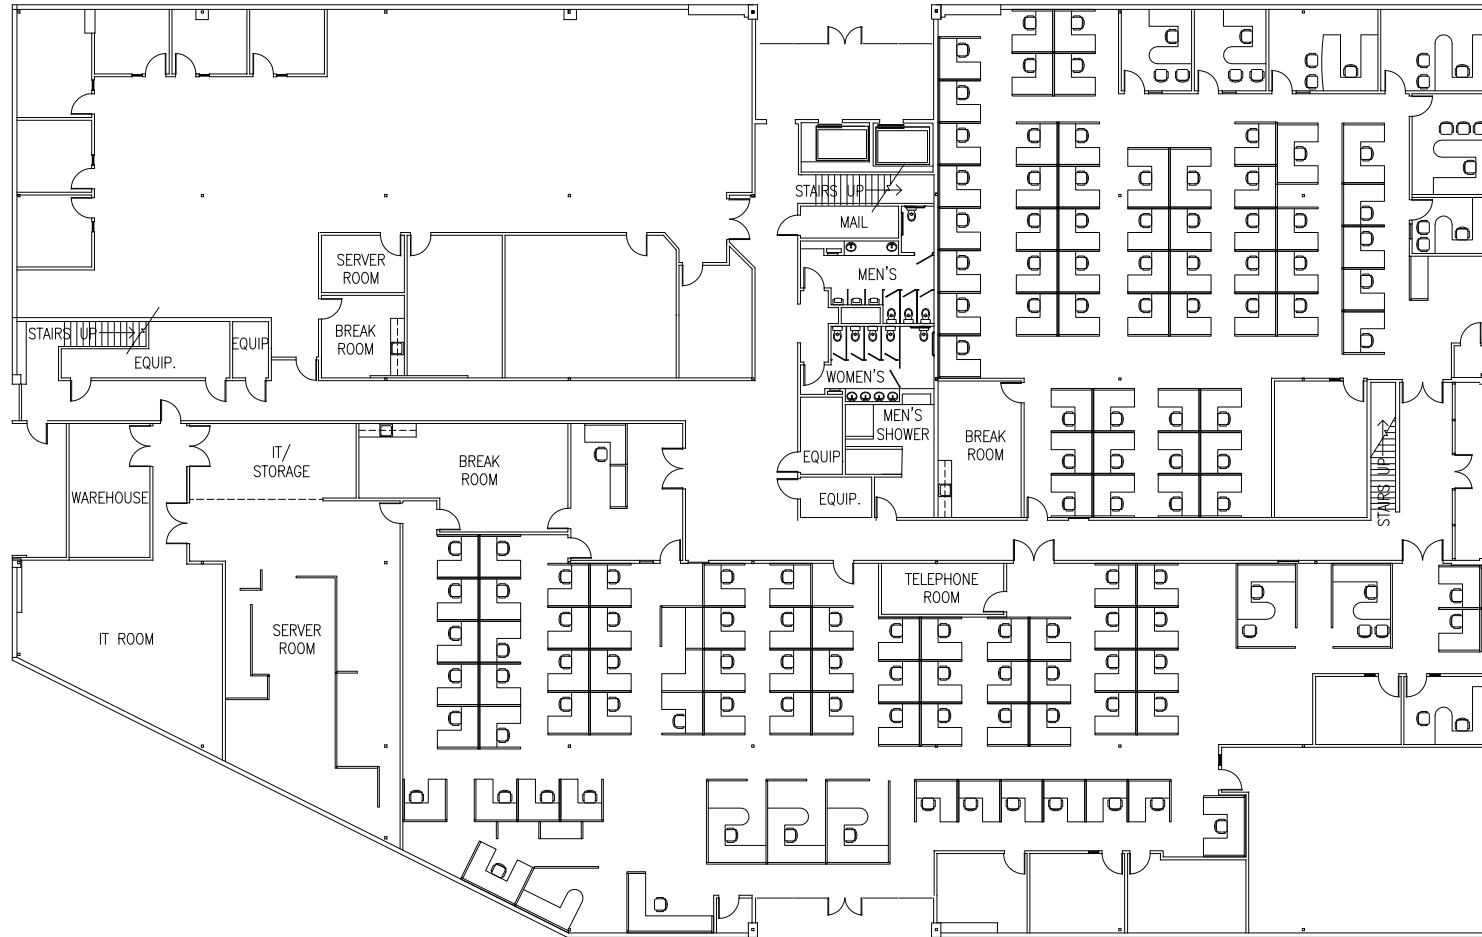 STAIRS UP
MAIL
SERVER
ROOM
MEN'S
STAIRS UP
EQUIP.
EQUIP.
BREAK
ROOM
WOMEN'S
MEN'S
SHOWER
BREAK
ROOM
EQUIP.
EQUIP.
STAIRS UP
IT/
STORAGE
BREAK
ROOM
WAREHOUSE
TELEPHONE
ROOM
IT ROOM
SERVER
ROOM